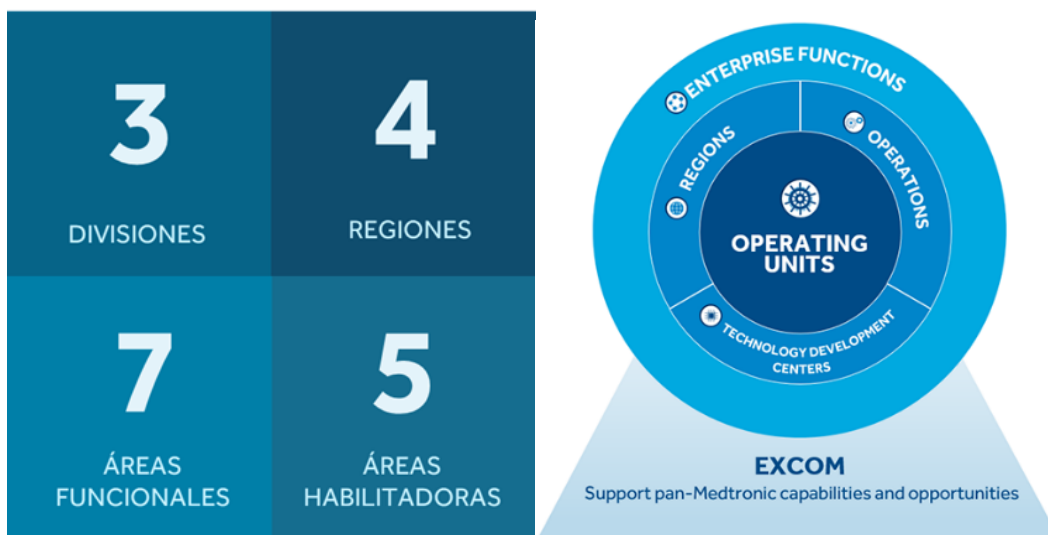 3
DIVISIONES
4
REGIONES
7
ÁREAS
FUNCIONALES
5
ÁREAS
HABILITADORAS
ENTERPRISE FUNCTIONS
REGIONS
OPERATIONS
OPERATING
UNITS
TECHNOLOGY DEVELOPMENT
CENTERS
EXCOM
Support pan-Medtronic capabilities and opportunities